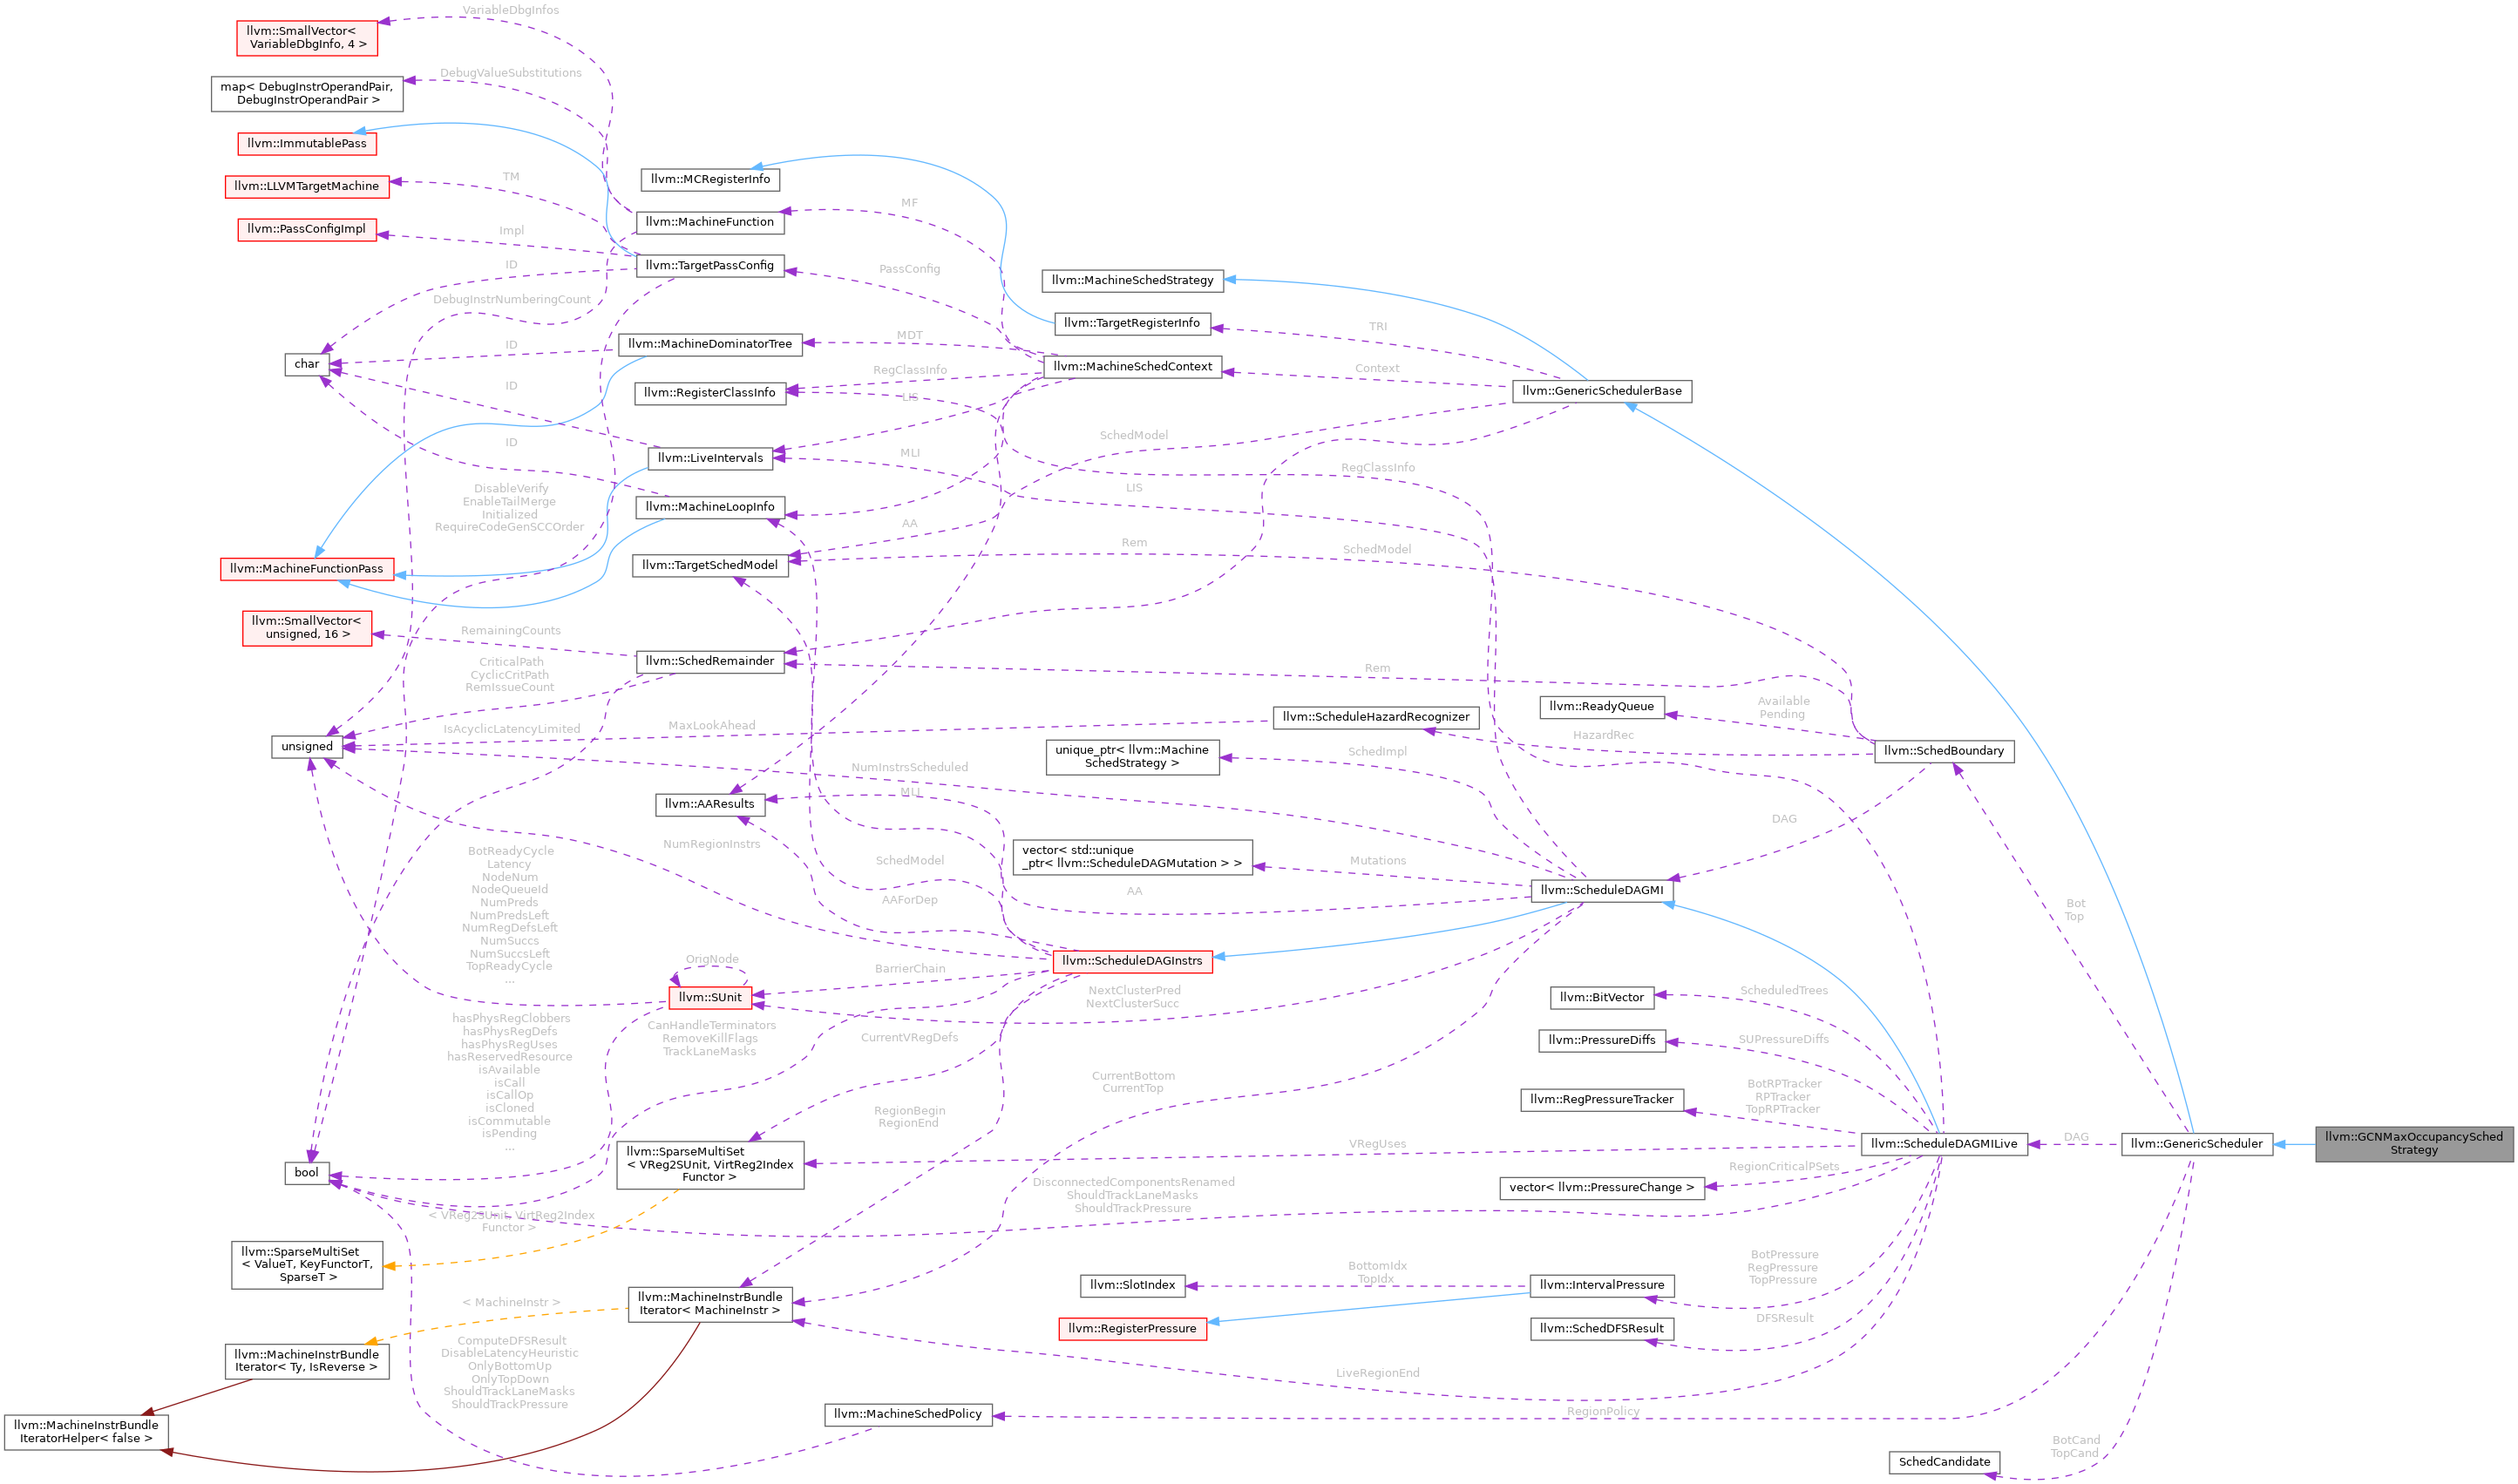 VariableDbgInfos
llvm::SmallVector<
VariableDbgInfo, 4 >
DebugValueSubstitutions
map< DebugInstrOperandPair,
DebugInstrOperandPair >
llvm::ImmutablePass
llvm::LLVMTargetMachine
TM
llvm::PassConfigImpl
Impl
ID
DebugInstrNumberingCount
char
ID
ID
ID
DisableVerify
EnableTailMerge
Initialized
RequireCodeGenSCCOrder
llvm::MachineFunctionPass
llvm::SmallVector<
unsigned, 16 >
RemainingCounts
CriticalPath
CyclicCritPath
RemIssueCount
IsAcyclicLatencyLimited
unsigned
BotReadyCycle
Latency
NodeNum
NodeQueueId
NumPreds
NumPredsLeft
NumRegDefsLeft
NumSuccs
NumSuccsLeft
TopReadyCycle
...
hasPhysRegClobbers
hasPhysRegDefs
hasPhysRegUses
hasReservedResource
isAvailable
isCall
isCallOp
isCloned
isCommutable
isPending
...
bool
< VReg2SUnit, VirtReg2Index
Functor >
llvm::SparseMultiSet
< ValueT, KeyFunctorT,
SparseT >
< MachineInstr >
llvm::MachineInstrBundle
Iterator< Ty, IsReverse >
ComputeDFSResult
DisableLatencyHeuristic
OnlyBottomUp
OnlyTopDown
ShouldTrackLaneMasks
ShouldTrackPressure
llvm::MachineInstrBundle
IteratorHelper< false >
llvm::MCRegisterInfo
llvm::MachineFunction
MF
llvm::TargetPassConfig
PassConfig
llvm::MachineDominatorTree
MDT
llvm::RegisterClassInfo
RegClassInfo
LIS
llvm::LiveIntervals
MLI
llvm::MachineLoopInfo
AA
llvm::TargetSchedModel
llvm::SchedRemainder
MaxLookAhead
NumInstrsScheduled
MLI
llvm::AAResults
NumRegionInstrs
SchedModel
AAForDep
OrigNode
BarrierChain
llvm::SUnit
CanHandleTerminators
RemoveKillFlags
TrackLaneMasks
CurrentVRegDefs
RegionBegin
RegionEnd
llvm::SparseMultiSet
< VReg2SUnit, VirtReg2Index
Functor >
llvm::MachineInstrBundle
Iterator< MachineInstr >
llvm::MachineSchedPolicy
llvm::MachineSchedStrategy
llvm::TargetRegisterInfo
TRI
llvm::MachineSchedContext
Context
SchedModel
RegClassInfo
LIS
Rem
SchedModel
Rem
llvm::ScheduleHazardRecognizer
unique_ptr< llvm::Machine
SchedStrategy >
SchedImpl
vector< std::unique
_ptr< llvm::ScheduleDAGMutation > >
Mutations
AA
llvm::ScheduleDAGInstrs
NextClusterPred
NextClusterSucc
CurrentBottom
CurrentTop
VRegUses
DisconnectedComponentsRenamed
ShouldTrackLaneMasks
ShouldTrackPressure
llvm::SlotIndex
BottomIdx
TopIdx
llvm::RegisterPressure
LiveRegionEnd
llvm::GenericSchedulerBase
llvm::ReadyQueue
Available
Pending
HazardRec
llvm::SchedBoundary
DAG
llvm::ScheduleDAGMI
llvm::BitVector
ScheduledTrees
llvm::PressureDiffs
SUPressureDiffs
llvm::RegPressureTracker
BotRPTracker
RPTracker
TopRPTracker
llvm::ScheduleDAGMILive
RegionCriticalPSets
vector< llvm::PressureChange >
llvm::IntervalPressure
BotPressure
RegPressure
TopPressure
llvm::SchedDFSResult
DFSResult
RegionPolicy
SchedCandidate
BotCand
TopCand
Bot
Top
DAG
llvm::GenericScheduler
llvm::GCNMaxOccupancySched
Strategy